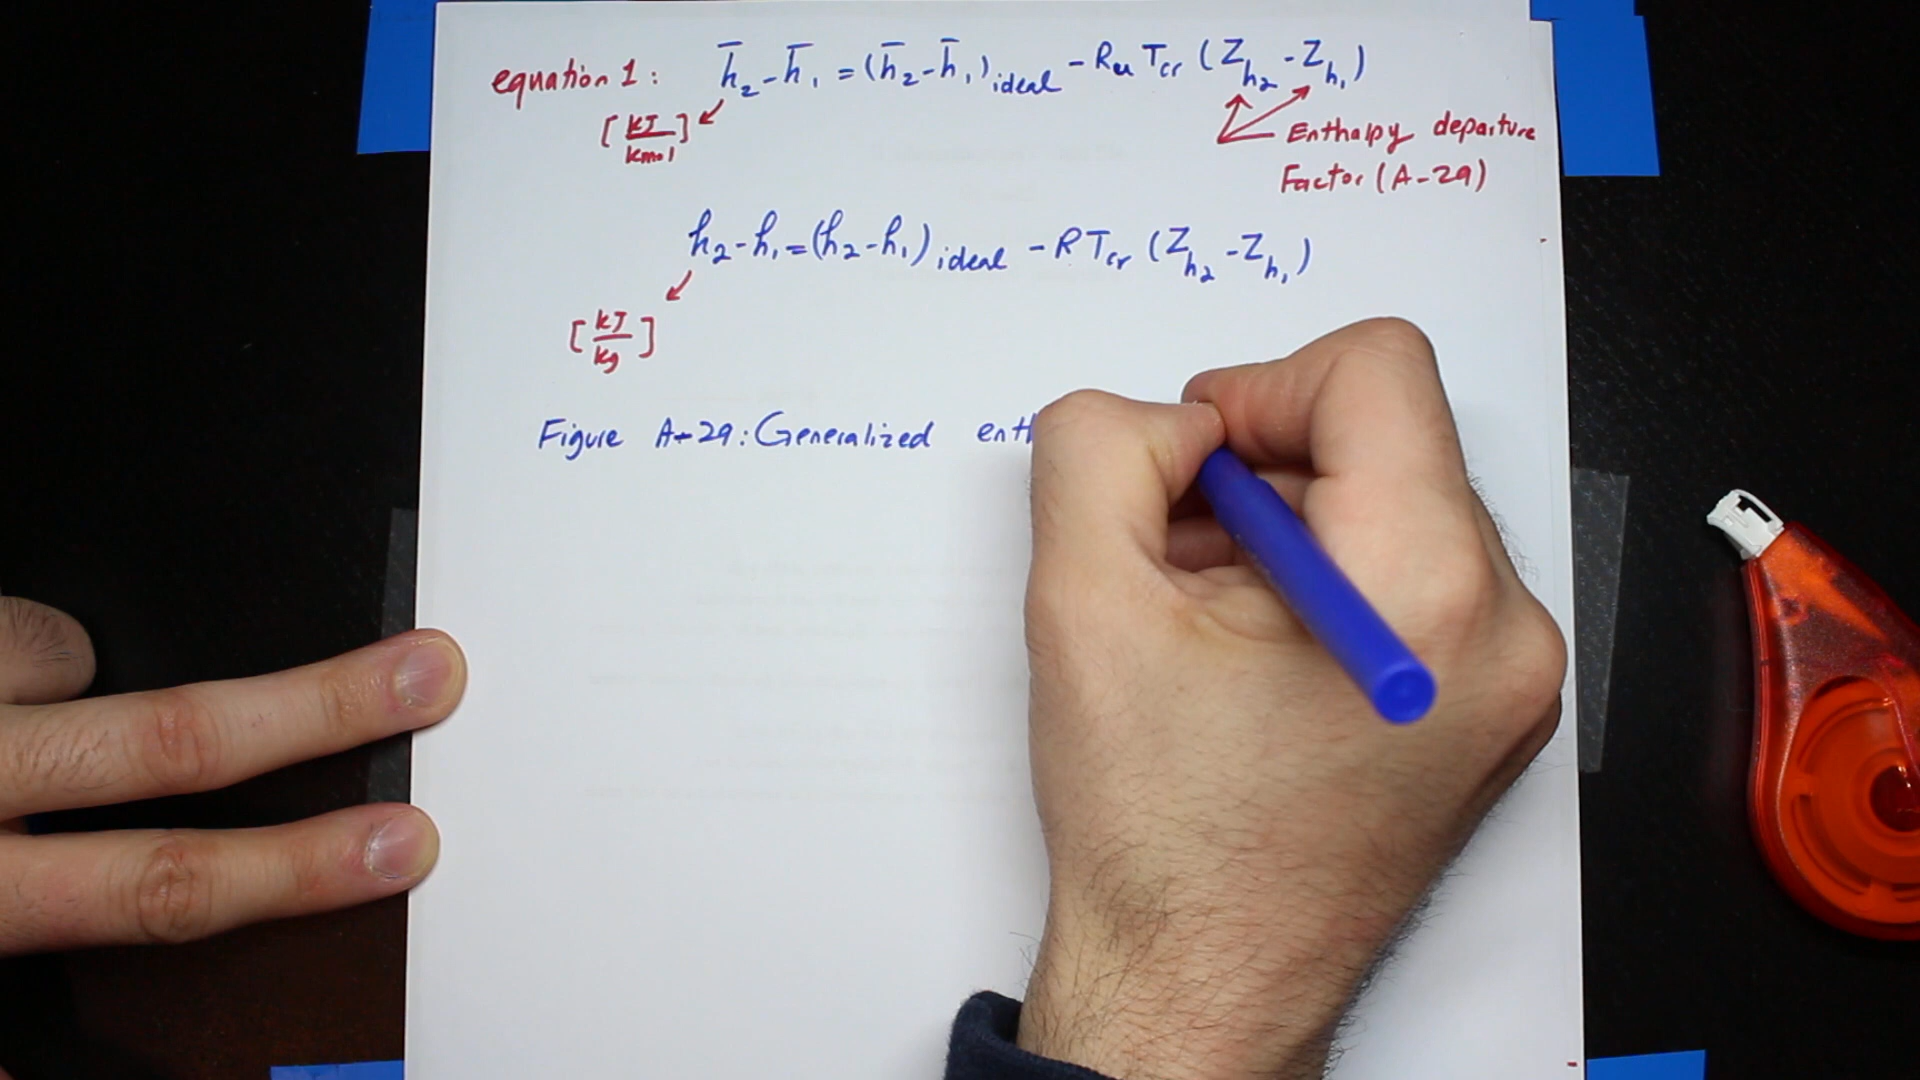 equation 1: h̄₂ - h̄₁ = (h̄₂ - h̄₁)ideal - Ru Tcr (Zh₂ - Zh₁)
[kJ/kmol]
Enthalpy departure
Factor (A-29)
h₂ - h₁ = (h₂ - h₁)ideal - R Tcr (Zh₂ - Zh₁)
[kJ/kg]
Figure A-29: Generalized enth